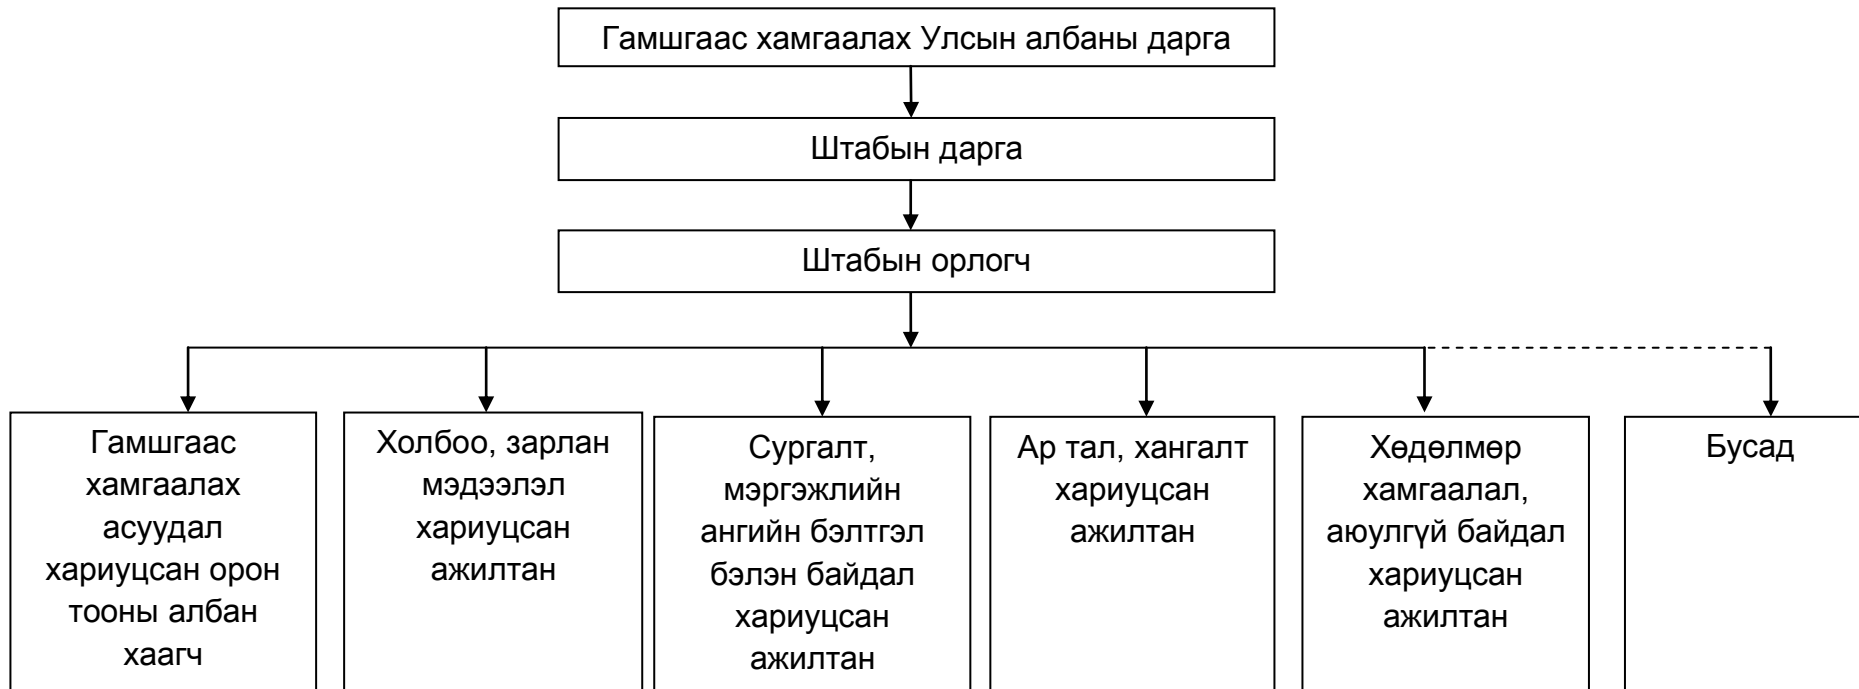 Гамшгаас хамгаалах Улсын албаны дарга
Штабын дарга
Штабын орлогч
Гамшгаас
хамгаалах
асуудал
хариуцсан орон
тооны албан
хаагч
Холбоо, зарлан
мэдээлэл
хариуцсан
ажилтан
Сургалт,
мэргэжлийн
ангийн бэлтгэл
бэлэн байдал
хариуцсан
ажилтан
Ар тал, хангалт
хариуцсан
ажилтан
Хөдөлмөр
хамгаалал,
аюулгүй байдал
хариуцсан
ажилтан
Бусад